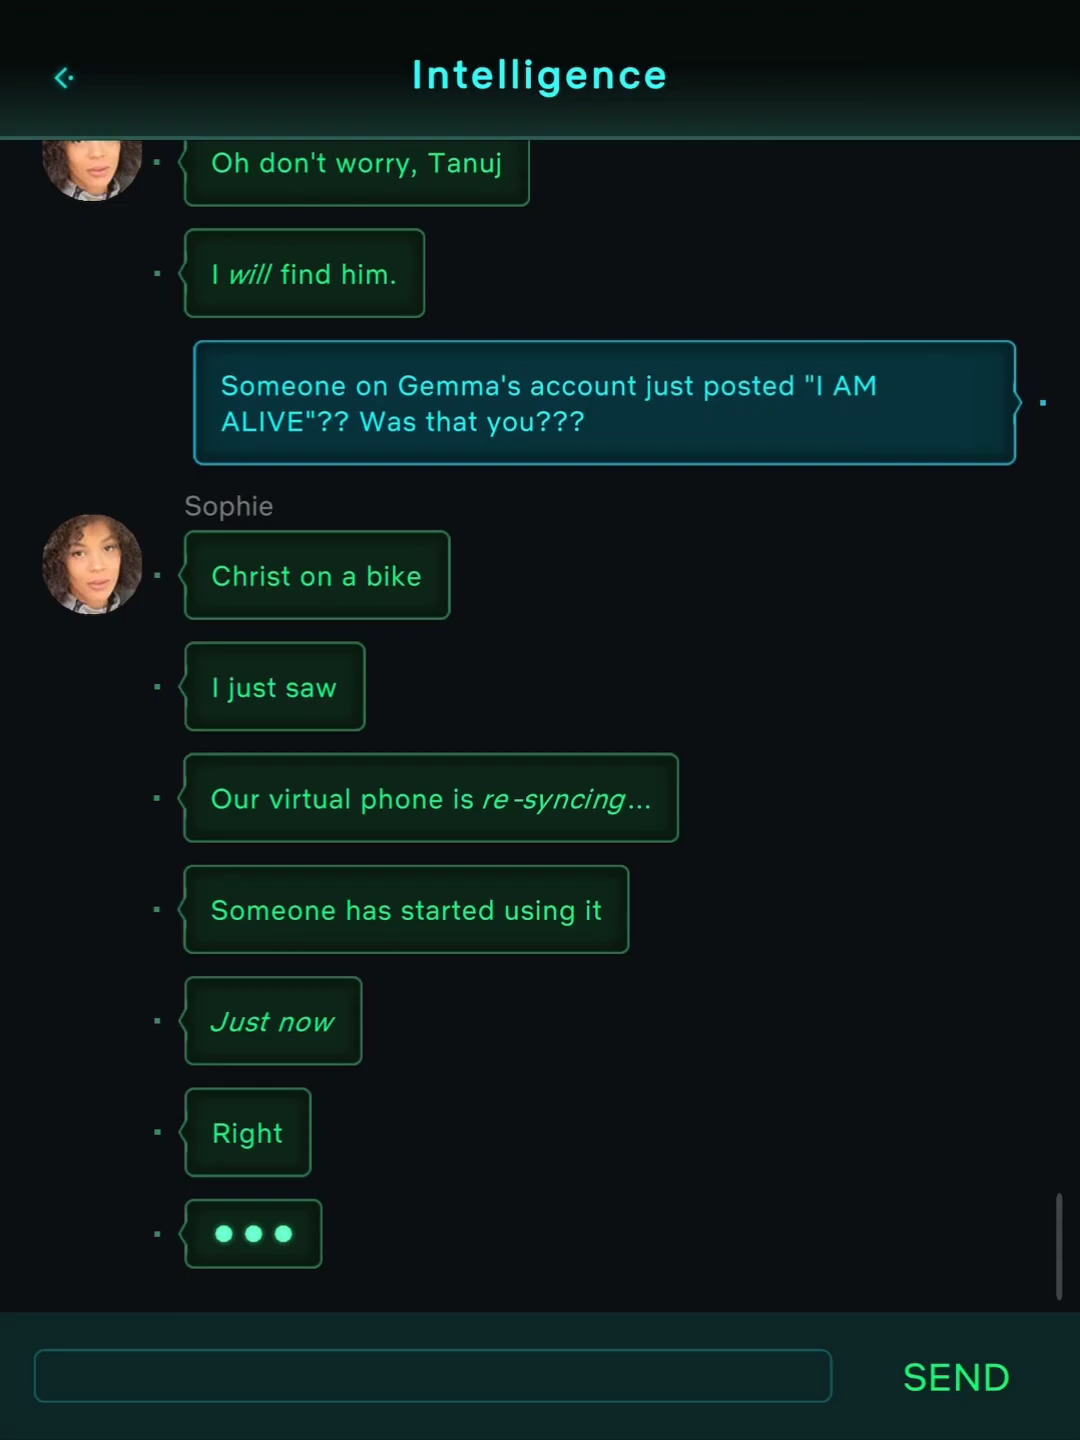 Intelligence
Oh don't worry, Tanuj
I will find him.
Someone on Gemma's account just posted "I AM
ALIVE"?? Was that you???
Sophie
Christ on a bike
I just saw
Our virtual phone is re-syncing...
Someone has started using it
Just now
Right
SEND